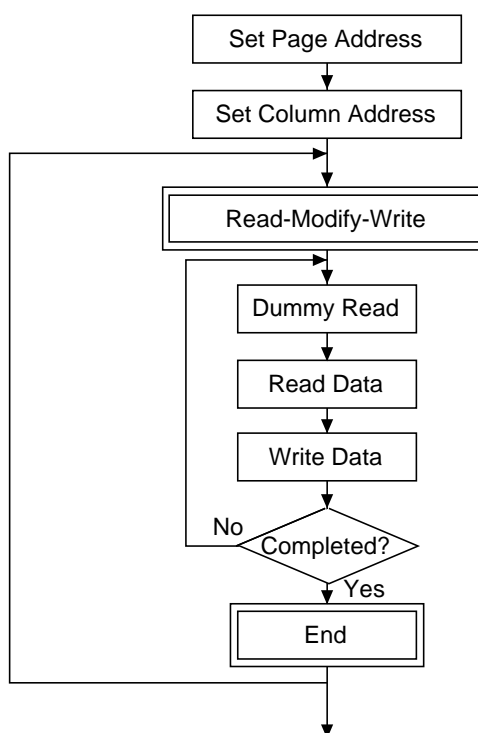 Set Page Address
Set Column Address
Read-Modify-Write
Dummy Read
Read Data
Write Data
No
Completed?
Yes
End